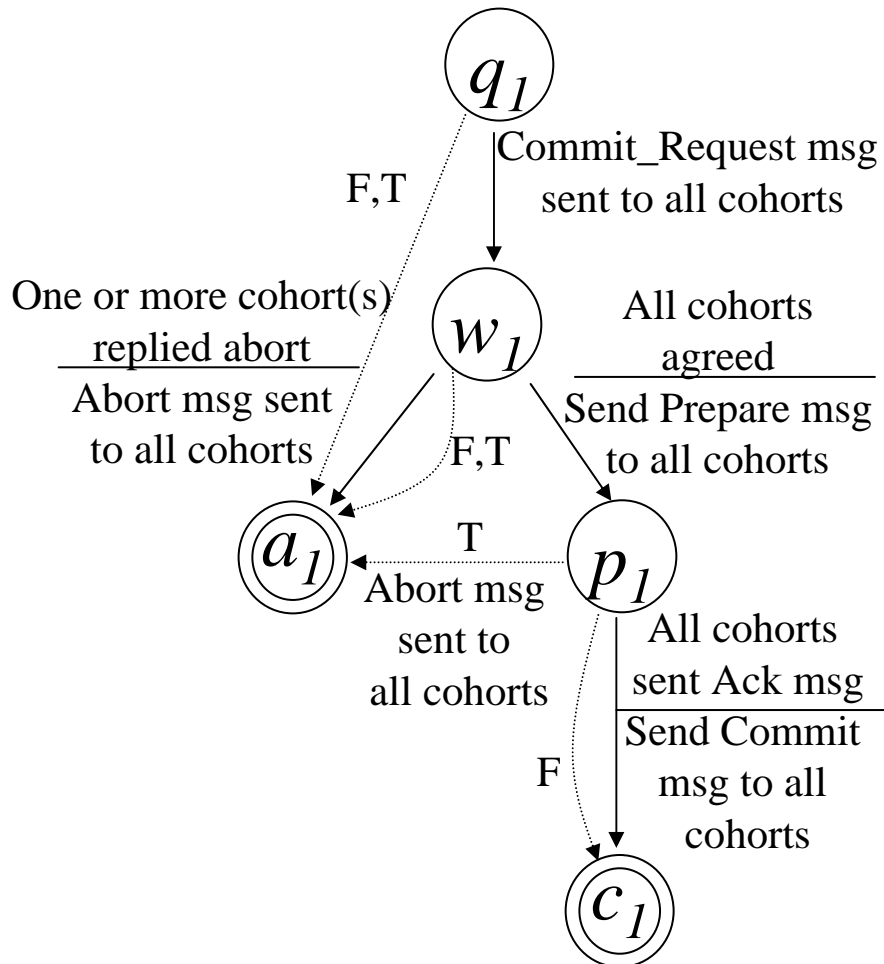 q1
Commit_Request msg
sent to all cohorts
F,T
One or more cohort(s)
replied abort
Abort msg sent
to all cohorts
w1
All cohorts
agreed
Send Prepare msg
to all cohorts
F,T
a1
T
Abort msg
sent to
all cohorts
p1
All cohorts
sent Ack msg
Send Commit
msg to all
cohorts
F
c1